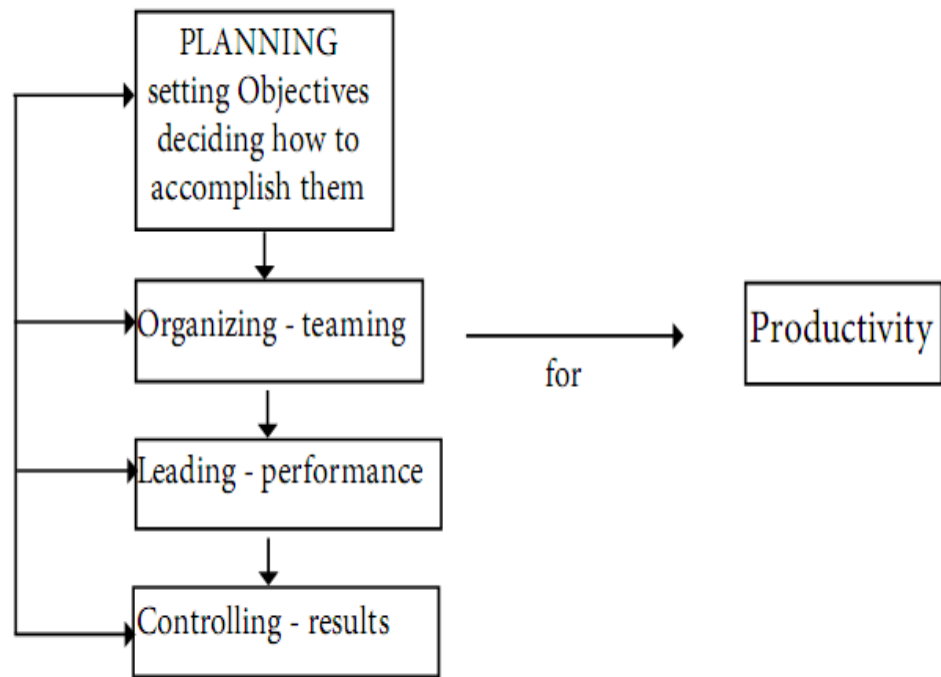 PLANNING
setting Objectives
deciding how to
accomplish them
Organizing - teaming
for
Productivity
Leading - performance
Controlling - results